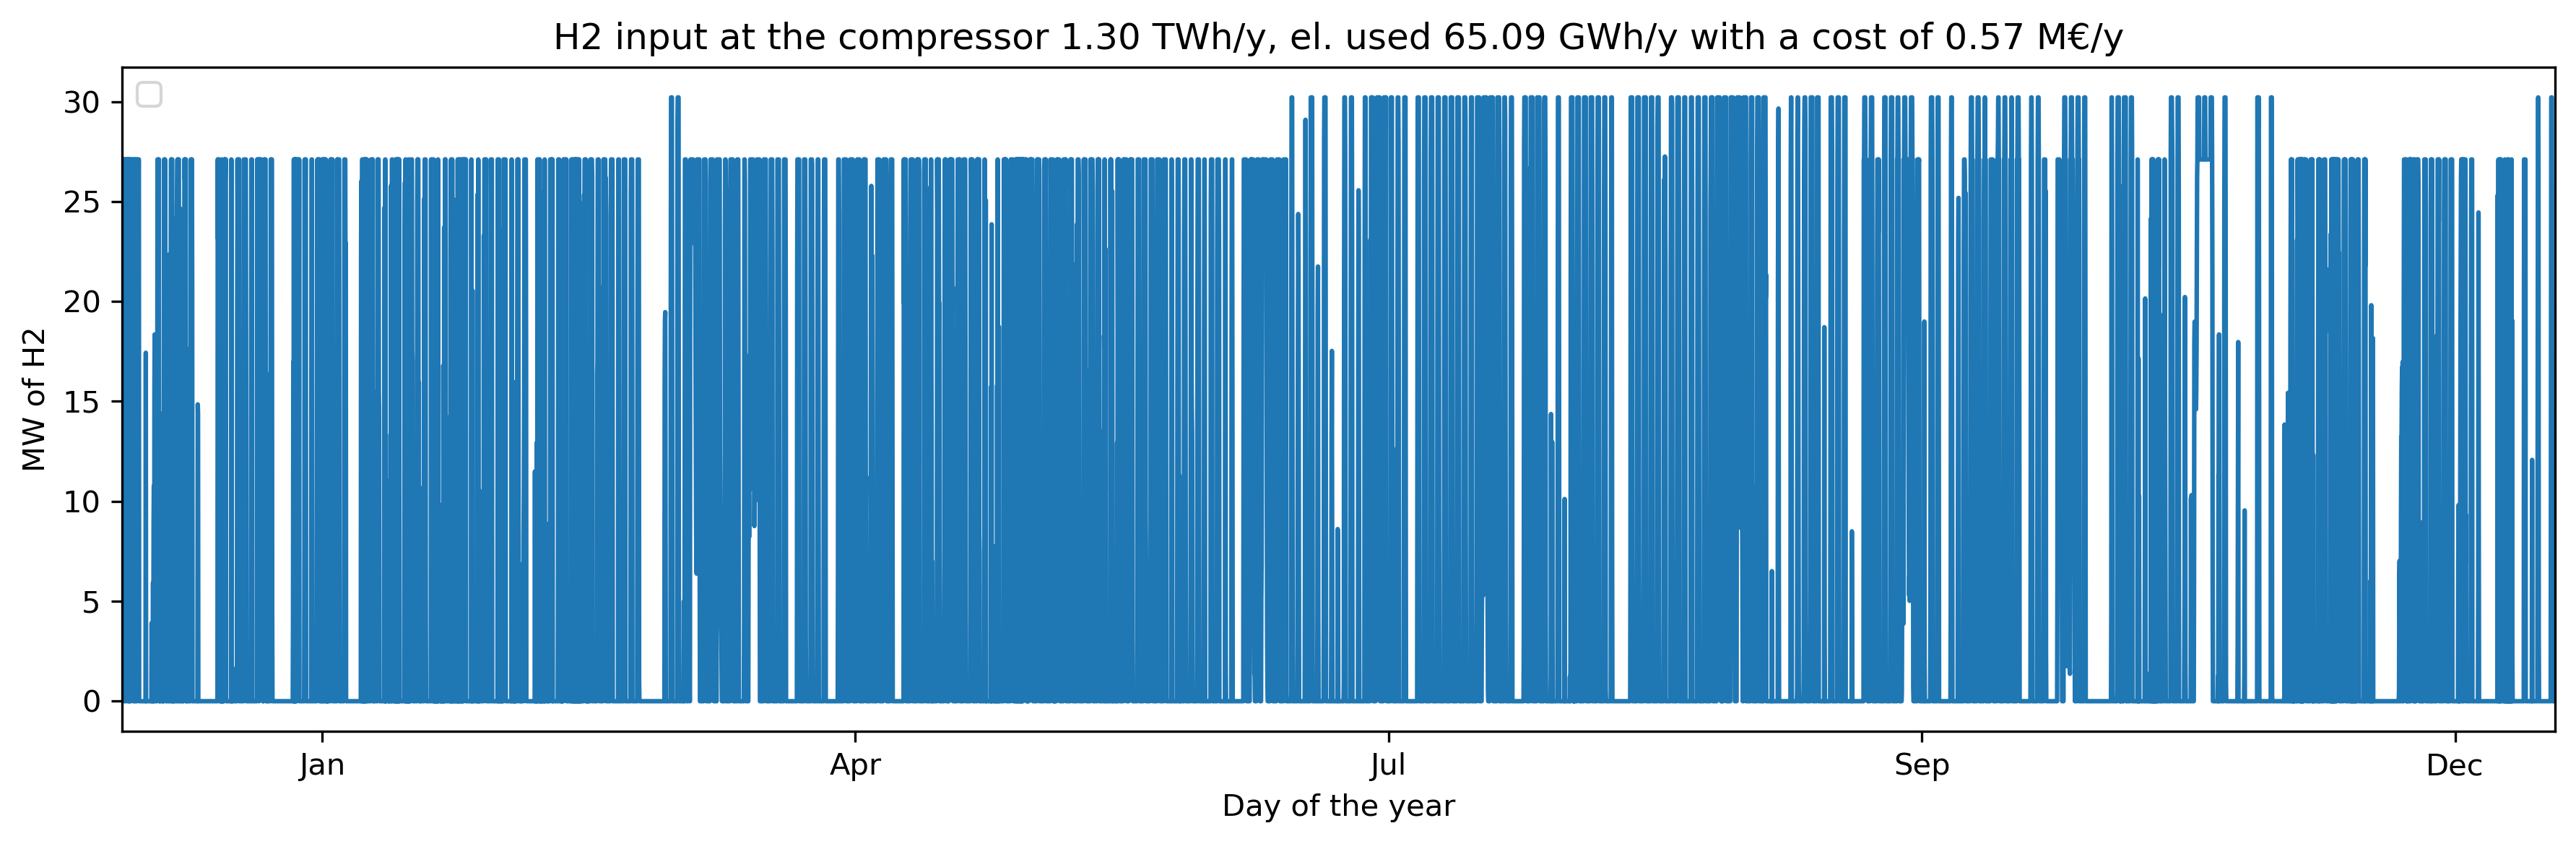 H2 input at the compressor 1.30 TWh/y, el. used 65.09 GWh/y with a cost of 0.57 M€/y
MW of H2
30
25
20
15
10
5
0
Jan Apr Jul Sep Dec
Day of the year